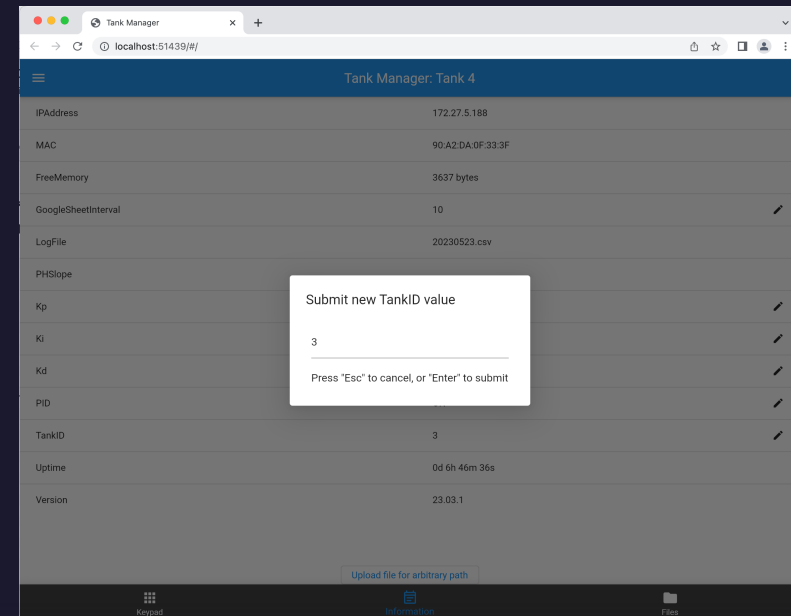 Tank Manager
localhost:51439/#/
Tank Manager: Tank 4
IPAddress 172.27.5.188
MAC 90:A2:DA:0F:33:3F
FreeMemory 3637 bytes
GoogleSheetInterval 10
LogFile 20230523.csv
PHSlope
Kp
Ki
Kd
PID
Submit new TankID value
3
Press "Esc" to cancel, or "Enter" to submit
TankID 3
Uptime 0d 6h 46m 36s
Version 23.03.1
Upload file for arbitrary path
Keypad Information Files